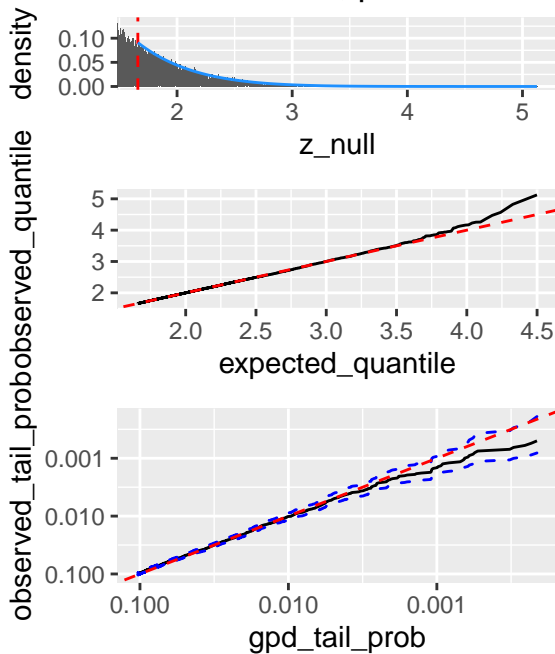 density
0.10
0.05
0.00
2 3 4 5
z_null
observed_quantile
5
4
3
2
2.0 2.5 3.0 3.5 4.0 4.5
expected_quantile
observed_tail_prob
0.001
0.010
0.100
0.100 0.010 0.001
gpd_tail_prob